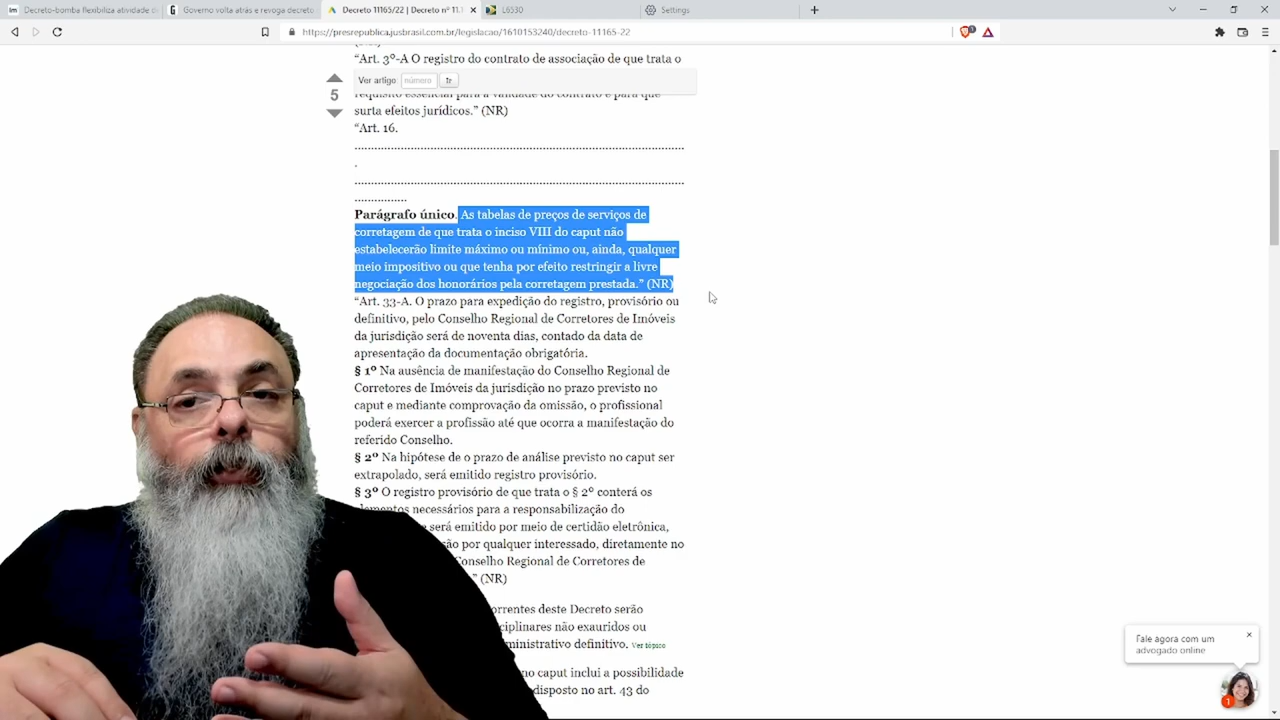 Decreto-bomba flexibiliza atividade d
Governo volta atrás e revoga decreto
Decreto 11165/22 | Decreto nº 11.1
L6530
Settings
https://presrepublica.jusbrasil.com.br/legislacao/1610153240/decreto-11165-22
“Art. 3º-A O registro do contrato de associação de que trata o
Ver artigo: número Ir
5
requisito essencial para a validade do contrato e para que
surta efeitos jurídicos.” (NR)
“Art. 16.
Parágrafo único. As tabelas de preços de serviços de
corretagem de que trata o inciso VIII do caput não
estabelecerão limite máximo ou mínimo ou, ainda, qualquer
meio impositivo ou que tenha por efeito restringir a livre
negociação dos honorários pela corretagem prestada.” (NR)
“Art. 33-A. O prazo para expedição do registro, provisório ou
definitivo, pelo Conselho Regional de Corretores de Imóveis
da jurisdição será de noventa dias, contado da data de
apresentação da documentação obrigatória.
§ 1º Na ausência de manifestação do Conselho Regional de
Corretores de Imóveis da jurisdição no prazo previsto no
caput e mediante comprovação da omissão, o profissional
poderá exercer a profissão até que ocorra a manifestação do
referido Conselho.
§ 2º Na hipótese de o prazo de análise previsto no caput ser
extrapolado, será emitido registro provisório.
§ 3º O registro provisório de que trata o § 2º conterá os
elementos necessários para a responsabilização do
e será emitido por meio de certidão eletrônica,
são por qualquer interessado, diretamente no
Conselho Regional de Corretores de
” (NR)
orrentes deste Decreto serão
ciplinares não exauridos ou
ministrativo definitivo. Ver tópico
no caput inclui a possibilidade
disposto no art. 43 do
Fale agora com um
advogado online
1